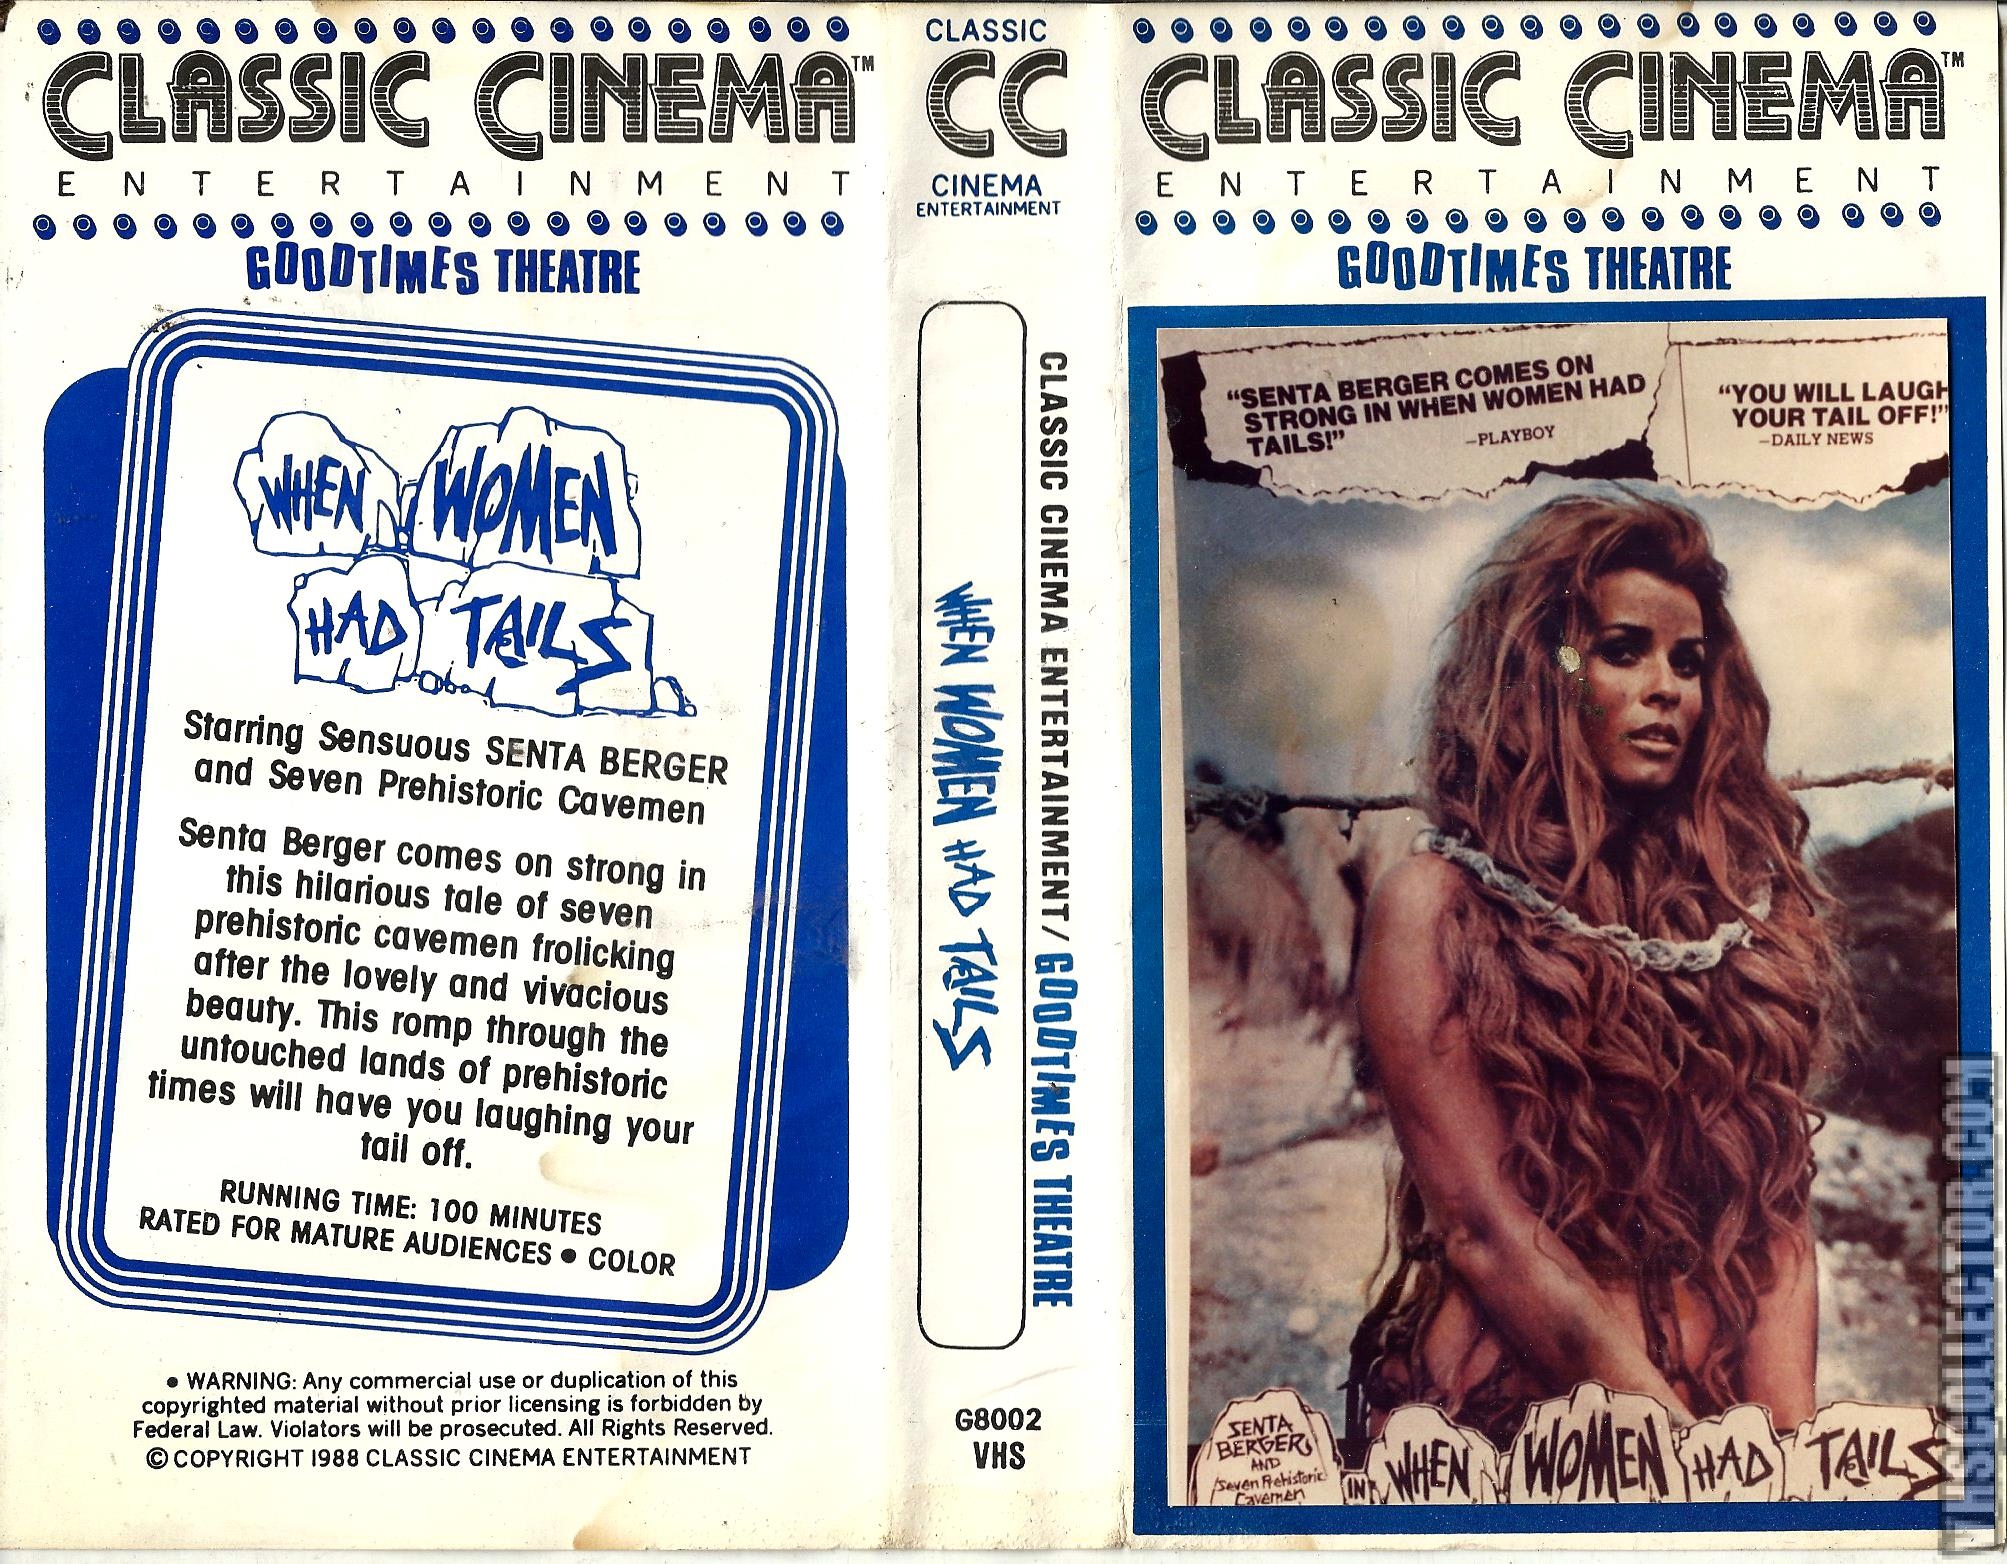 CLASSIC CINEMA™
ENTERTAINMENT
GOODTIMES THEATRE
WHEN WOMEN
HAD TAILS
Starring Sensuous SENTA BERGER
and Seven Prehistoric Cavemen
Senta Berger comes on strong in
this hilarious tale of seven
prehistoric cavemen frolicking
after the lovely and vivacious
beauty. This romp through the
untouched lands of prehistoric
times will have you laughing your
tail off.
RUNNING TIME: 100 MINUTES
RATED FOR MATURE AUDIENCES • COLOR
• WARNING: Any commercial use or duplication of this
copyrighted material without prior licensing is forbidden by
Federal Law. Violators will be prosecuted. All Rights Reserved.
© COPYRIGHT 1988 CLASSIC CINEMA ENTERTAINMENT
CLASSIC
CC
CINEMA
ENTERTAINMENT
CLASSIC CINEMA ENTERTAINMENT/GOODTIMES THEATRE
WHEN WOMEN HAD TAILS
G8002
VHS
CLASSIC CINEMA™
ENTERTAINMENT
GOODTIMES THEATRE
"SENTA BERGER COMES ON
STRONG IN WHEN WOMEN HAD
TAILS!"
—PLAYBOY
"YOU WILL LAUGH
YOUR TAIL OFF!"
—DAILY NEWS
SENTA
BERGER
AND
Seven Prehistoric
Cavemen
IN
WHEN WOMEN HAD TAILS
VHSCOLLECTOR.COM